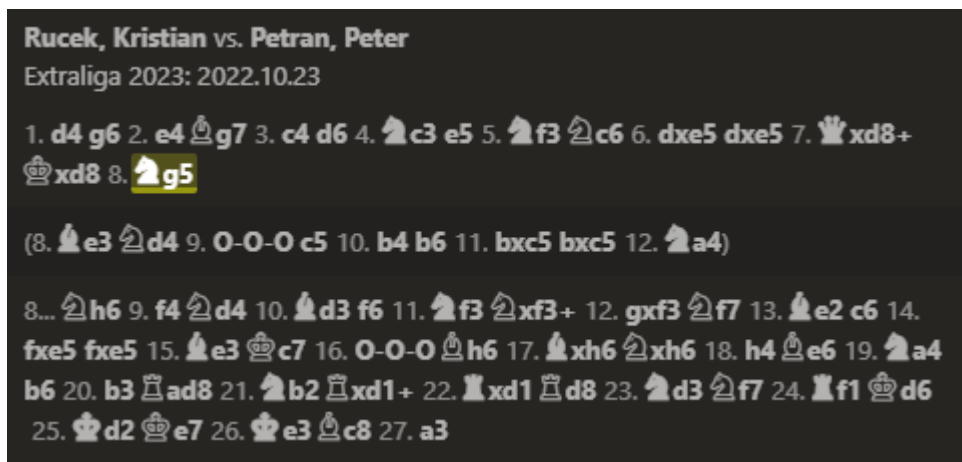 Rucek, Kristian vs. Petran, Peter
Extraliga 2023: 2022.10.23
1. d4 g6 2. e4 ♗g7 3. c4 d6 4. ♞c3 e5 5. ♞f3 ♘c6 6. dxe5 dxe5 7. ♛xd8+
♔xd8 8. ♞g5
(8. ♝e3 ♘d4 9. O-O-O c5 10. b4 b6 11. bxc5 bxc5 12. ♞a4)
8... ♘h6 9. f4 ♘d4 10. ♝d3 f6 11. ♞f3 ♘xf3+ 12. gxf3 ♘f7 13. ♝e2 c6 14.
fxe5 fxe5 15. ♝e3 ♔c7 16. O-O-O ♗h6 17. ♝xh6 ♘xh6 18. h4 ♗e6 19. ♞a4
b6 20. b3 ♖ad8 21. ♞b2 ♖xd1+ 22. ♜xd1 ♖d8 23. ♞d3 ♘f7 24. ♜f1 ♔d6
25. ♚d2 ♔e7 26. ♚e3 ♗c8 27. a3